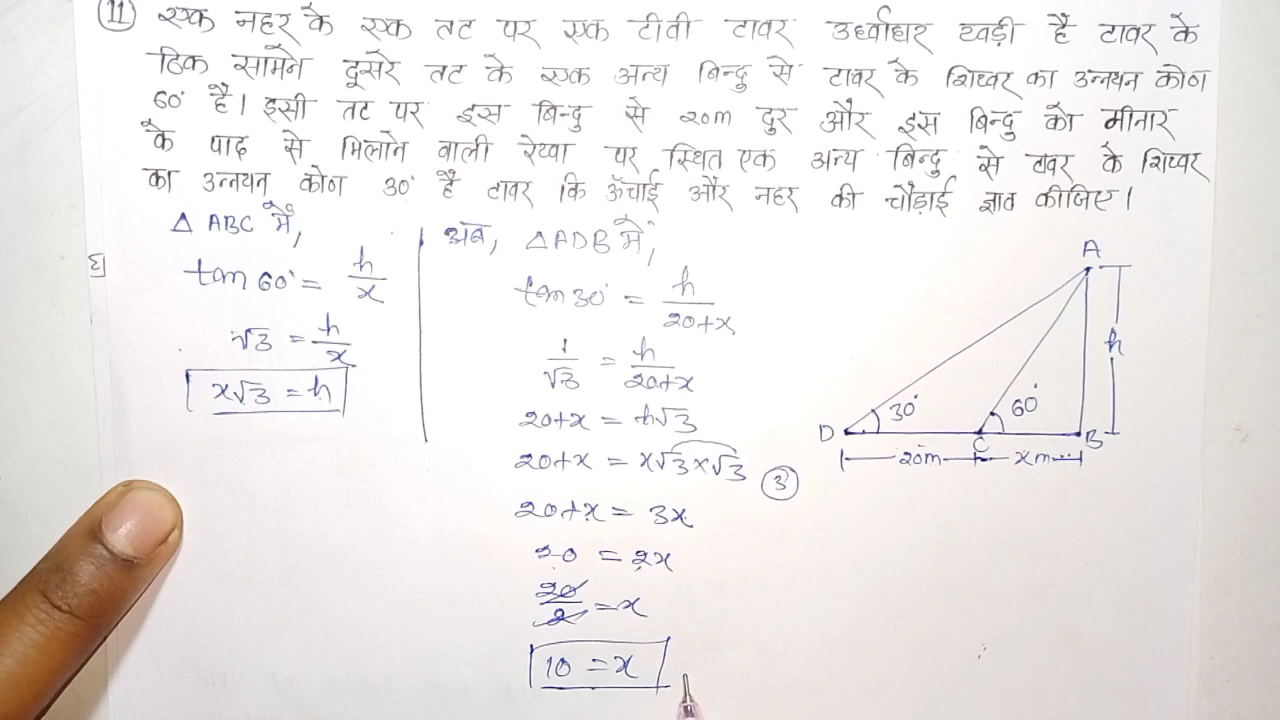 11 एक नहर के एक तट पर एक टीवी टावर उर्ध्वाधर खड़ी है टावर के
ठिक सामेने दूसरे तट के एक अन्य बिन्दु से टावर के शिखर का उन्नयन कोण
60° है। इसी तट पर इस बिन्दु से 20m दुर और इस बिन्दु को मीनार
के पाद से मिलाने वाली रेखा पर स्थित एक अन्य बिन्दु से टावर के शिखर
का उन्नयन कोण 30° है टावर कि ऊँचाई और नहर की चौड़ाई ज्ञात कीजिए।
△ ABC में,
tan 60° = h/x
√3 = h/x
x√3 = h
अब, △ADB में,
tan 30° = h/20+x
1/√3 = h/20+x
20+x = h√3
20+x = x√3×√3
3
20+x = 3x
20 = 2x
20/2 = x
10 = x
A
h
30°
60°
D
C
B
20m
xm